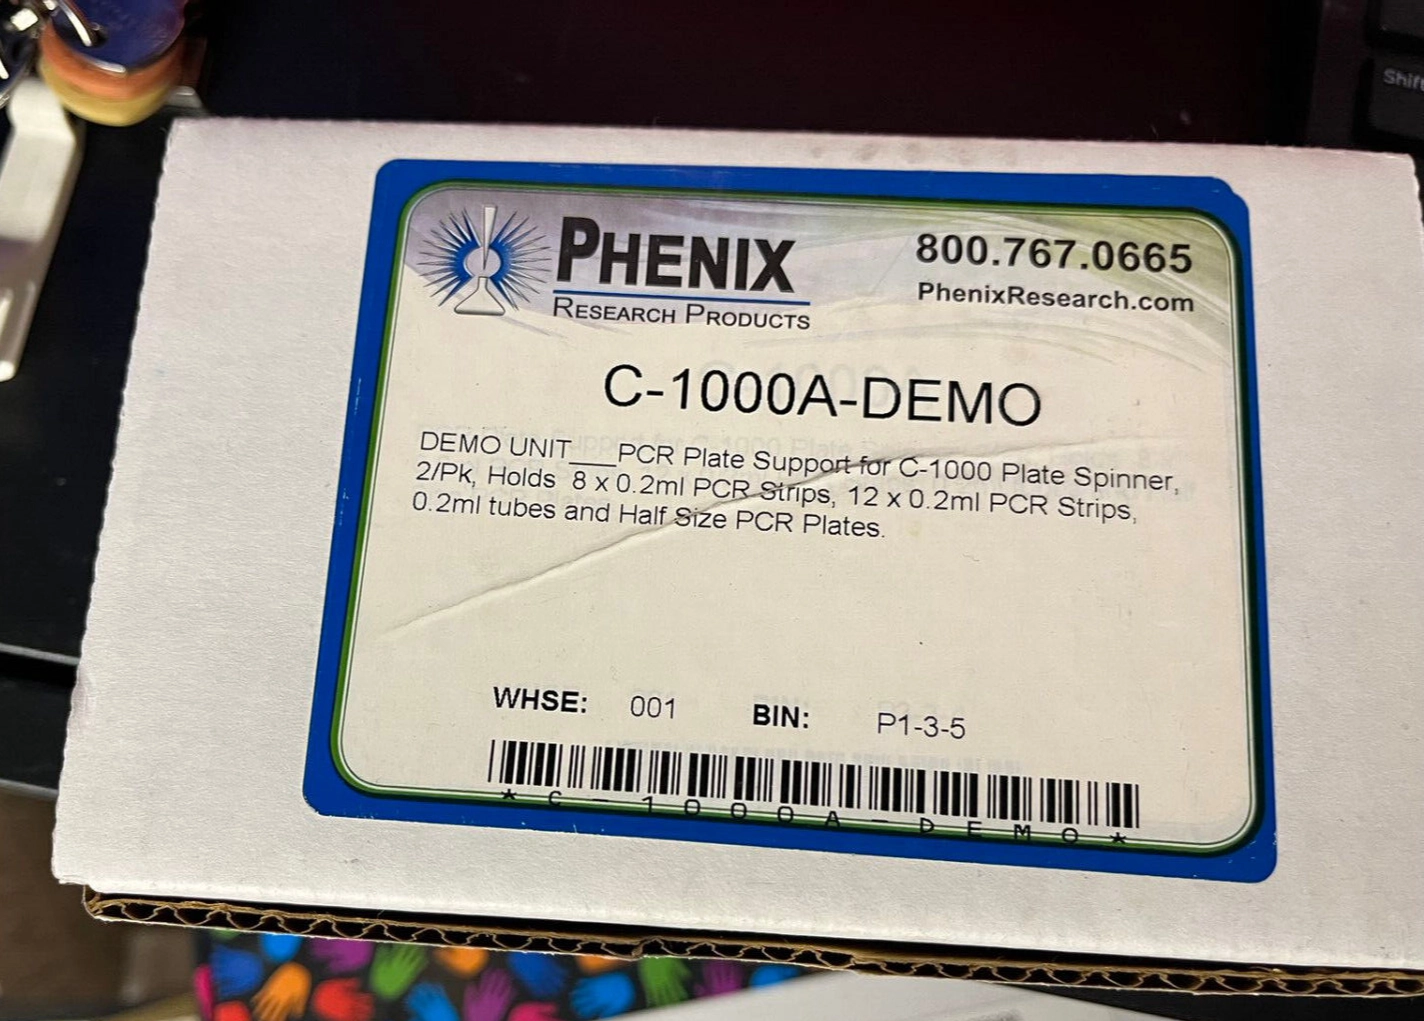 Shift
PHENIX
RESEARCH PRODUCTS
800.767.0665
PhenixResearch.com
C-1000A-DEMO
DEMO UNIT___PCR Plate Support for C-1000 Plate Spinner,
2/Pk, Holds 8 x 0.2ml PCR Strips, 12 x 0.2ml PCR Strips,
0.2ml tubes and Half Size PCR Plates.
WHSE: 001 BIN: P1-3-5
*C-1000A-DEMO*